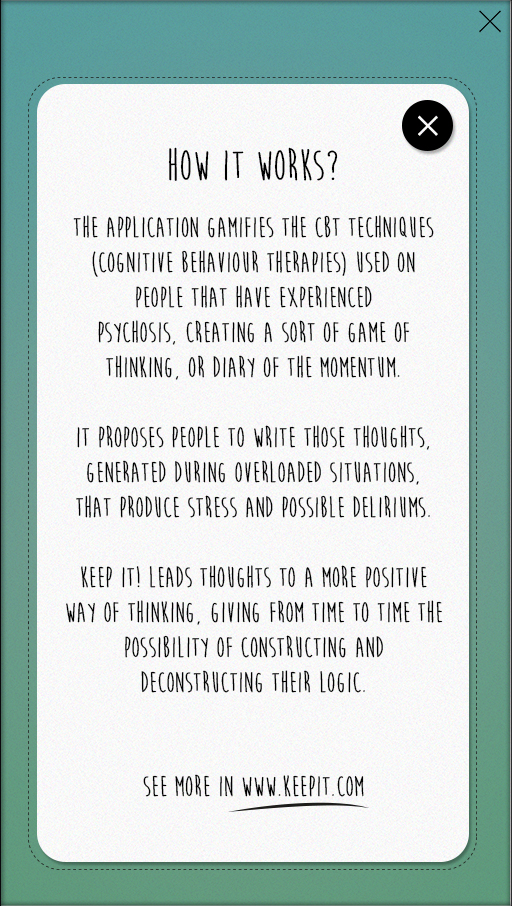 HOW IT WORKS?
THE APPLICATION GAMIFIES THE CBT TECHNIQUES
(COGNITIVE BEHAVIOUR THERAPIES) USED ON
PEOPLE THAT HAVE EXPERIENCED
PSYCHOSIS, CREATING A SORT OF GAME OF
THINKING, OR DIARY OF THE MOMENTUM.
IT PROPOSES PEOPLE TO WRITE THOSE THOUGHTS,
GENERATED DURING OVERLOADED SITUATIONS,
THAT PRODUCE STRESS AND POSSIBLE DELIRIUMS.
KEEP IT! LEADS THOUGHTS TO A MORE POSITIVE
WAY OF THINKING, GIVING FROM TIME TO TIME THE
POSSIBILITY OF CONSTRUCTING AND
DECONSTRUCTING THEIR LOGIC.
SEE MORE IN WWW.KEEPIT.COM